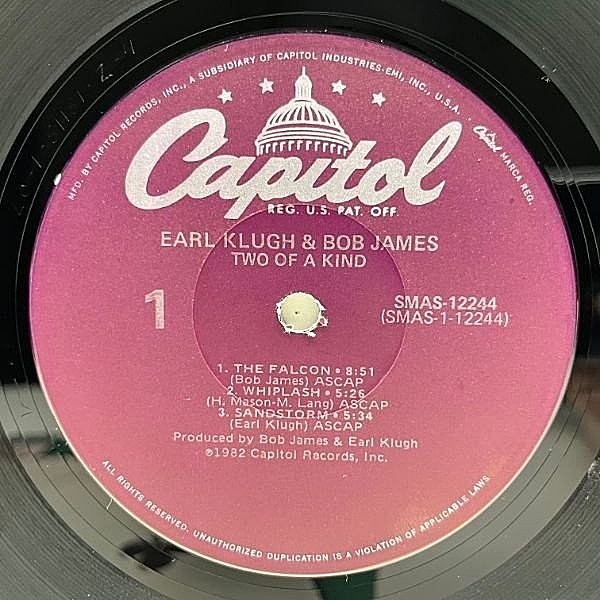 MFD. BY CAPITOL RECORDS, INC., A SUBSIDIARY OF CAPITOL INDUSTRIES-EMI, INC., U.S.A. • Capitol MARCA REG.
Capitol
REG. U.S. PAT. OFF.
EARL KLUGH & BOB JAMES
TWO OF A KIND
1
SMAS-12244
(SMAS-1-12244)
1. THE FALCON • 8:51
(Bob James) ASCAP
2. WHIPLASH • 5:26
(H. Mason-M. Lang) ASCAP
3. SANDSTORM • 5:34
(Earl Klugh) ASCAP
Produced by Bob James & Earl Klugh
℗1982 Capitol Records, Inc.
ALL RIGHTS RESERVED. UNAUTHORIZED DUPLICATION IS A VIOLATION OF APPLICABLE LAWS